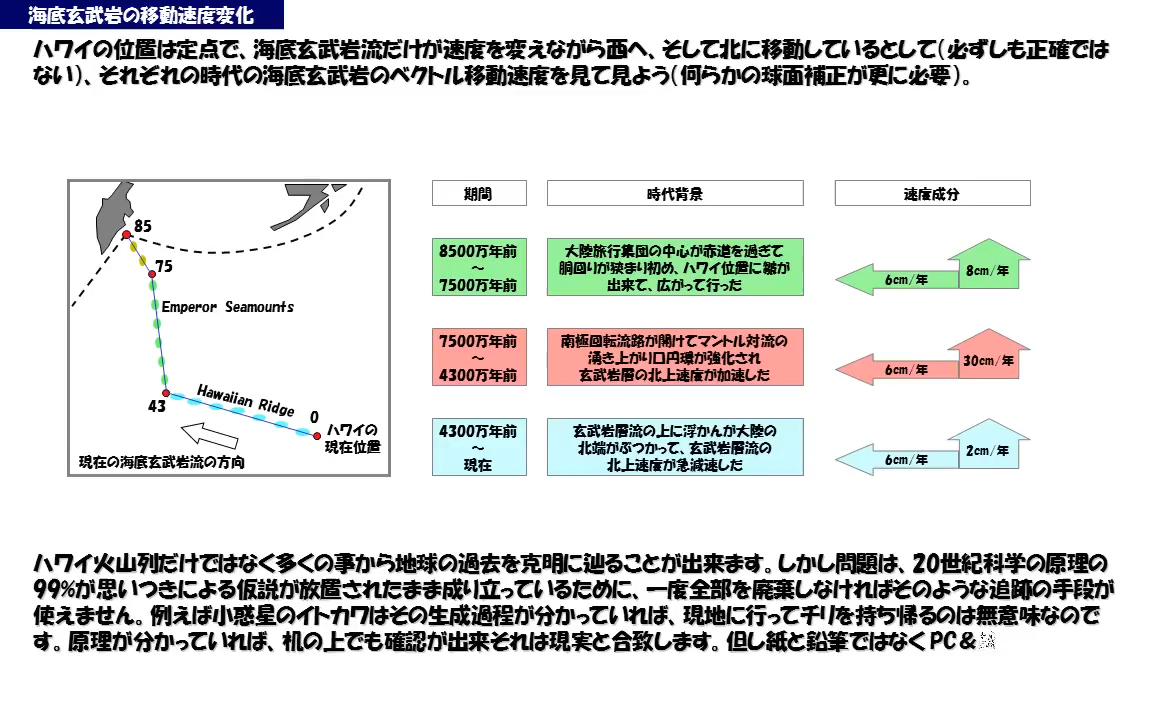 海底玄武岩の移動速度変化
ハワイの位置は定点で、海底玄武岩流だけが速度を変えながら西へ、そして北に移動しているとして(必ずしも正確では
ない)、それぞれの時代の海底玄武岩のベクトル移動速度を見て見よう(何らかの球面補正が更に必要)。
85
75
Emperor Seamounts
Hawaiian Ridge
43
0
ハワイの
現在位置
現在の海底玄武岩流の方向
期間
時代背景
速度成分
8500万年前
~
7500万年前
大陸旅行集団の中心が赤道を過ぎて
胴回りが狭まり初め、ハワイ位置に皺が
出来て、広がって行った
6cm/年
8cm/年
7500万年前
~
4300万年前
南極回転流路が開けてマントル対流の
湧き上がり口円環が強化され
玄武岩層の北上速度が加速した
6cm/年
30cm/年
4300万年前
~
現在
玄武岩層流の上に浮かんが大陸の
北端がぶつかって、玄武岩層流の
北上速度が急減速した
6cm/年
2cm/年
ハワイ火山列だけではなく多くの事から地球の過去を克明に辿ることが出来ます。しかし問題は、20世紀科学の原理の
99%が思いつきによる仮説が放置されたまま成り立っているために、一度全部を廃棄しなければそのような追跡の手段が
使えません。例えば小惑星のイトカワはその生成過程が分かっていれば、現地に行ってチリを持ち帰るのは無意味なので
す。原理が分かっていれば、机の上でも確認が出来それは現実と合致します。但し紙と鉛筆ではなくPC&